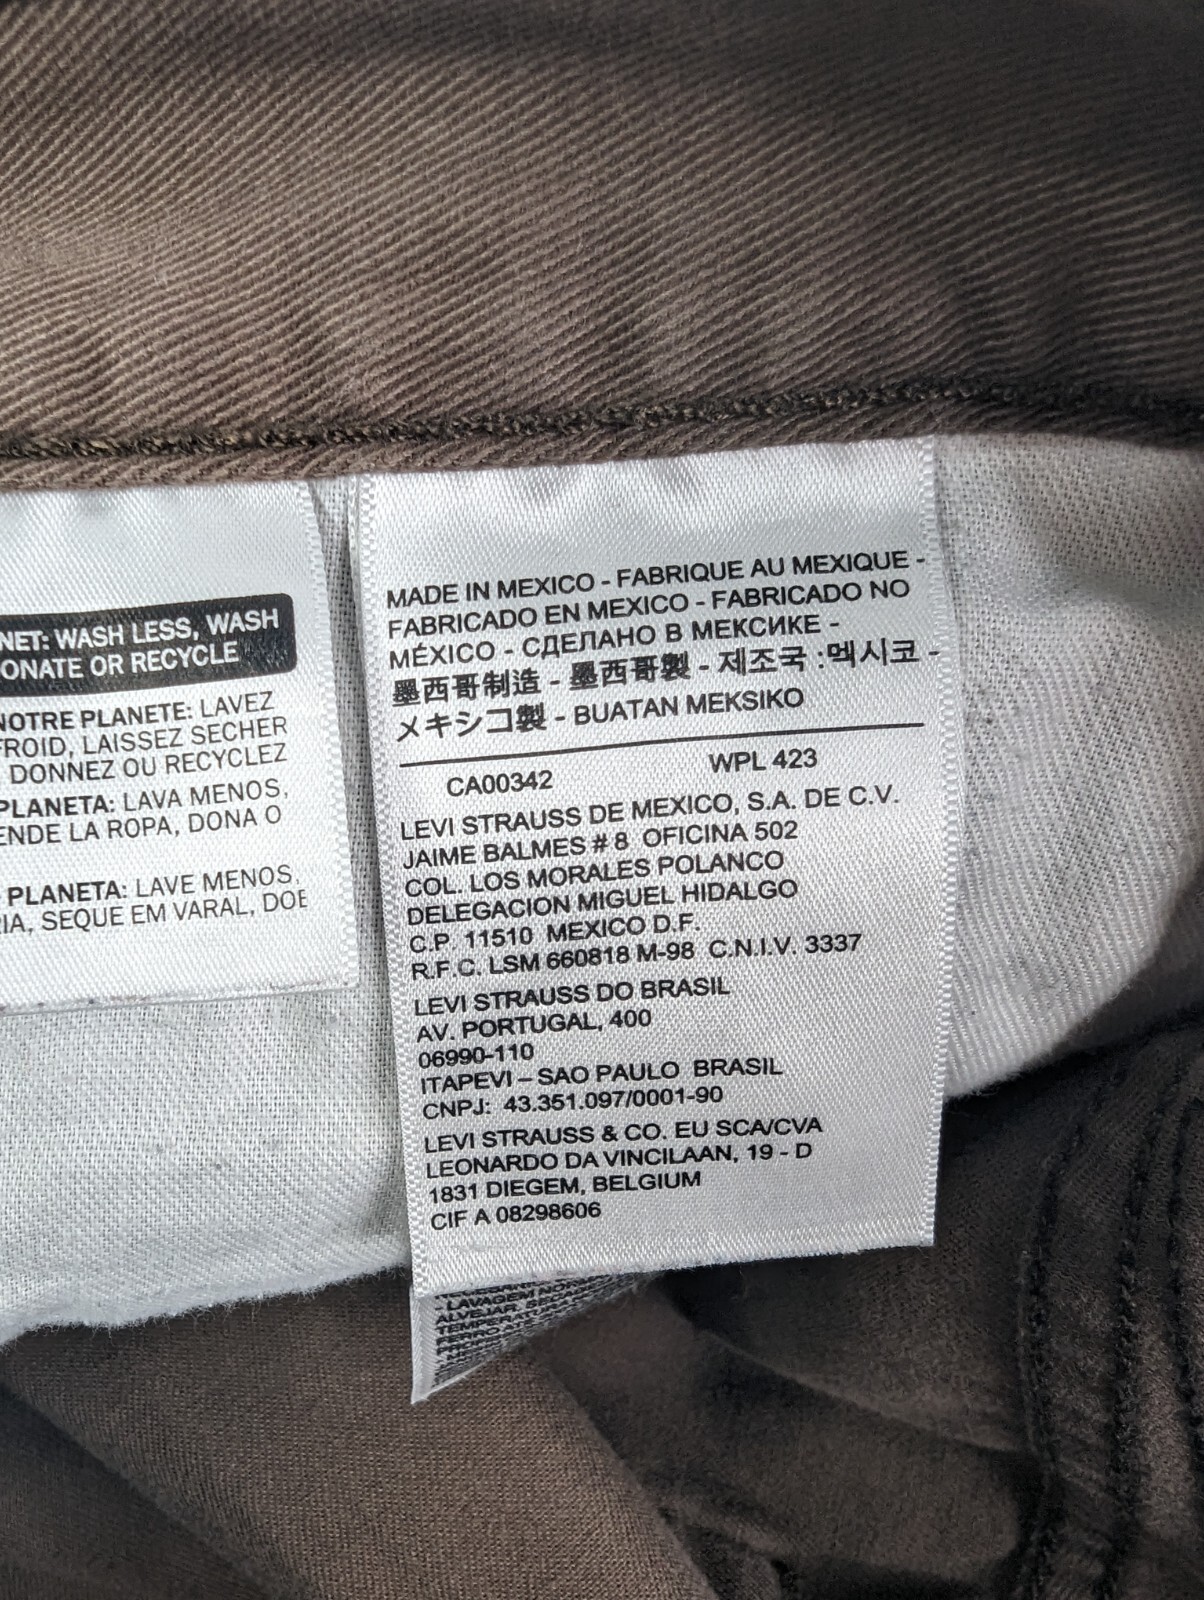 NET: WASH LESS, WASH
ONATE OR RECYCLE
NOTRE PLANETE: LAVEZ
FROID, LAISSEZ SECHER
DONNEZ OU RECYCLEZ
PLANETA: LAVA MENOS,
ENDE LA ROPA, DONA O
PLANETA: LAVE MENOS,
IA, SEQUE EM VARAL, DOE
MADE IN MEXICO - FABRIQUE AU MEXIQUE -
FABRICADO EN MEXICO - FABRICADO NO
MÉXICO - СДЕЛАНО В МЕКСИКЕ -
墨西哥制造 - 墨西哥製 - 제조국 :멕시코 -
メキシコ製 - BUATAN MEKSIKO
CA00342 WPL 423
LEVI STRAUSS DE MEXICO, S.A. DE C.V.
JAIME BALMES # 8 OFICINA 502
COL. LOS MORALES POLANCO
DELEGACION MIGUEL HIDALGO
C.P. 11510 MEXICO D.F.
R.F.C. LSM 660818 M-98 C.N.I.V. 3337
LEVI STRAUSS DO BRASIL
AV. PORTUGAL, 400
06990-110
ITAPEVI – SAO PAULO BRASIL
CNPJ: 43.351.097/0001-90
LEVI STRAUSS & CO. EU SCA/CVA
LEONARDO DA VINCILAAN, 19 - D
1831 DIEGEM, BELGIUM
CIF A 08298606
- LAVAGEM
ALVEJAR.